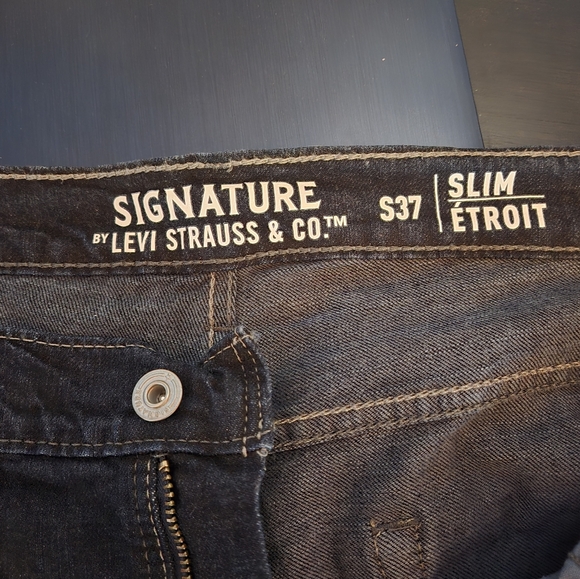 SIGNATURE
BY LEVI STRAUSS & CO.™
S37
SLIM
ÉTROIT